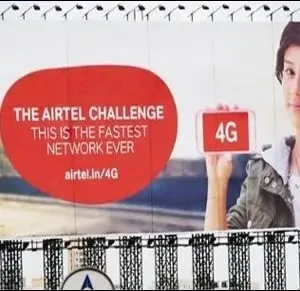 THE AIRTEL CHALLENGE
THIS IS THE FASTEST
NETWORK EVER
airtel.in/4G
4G